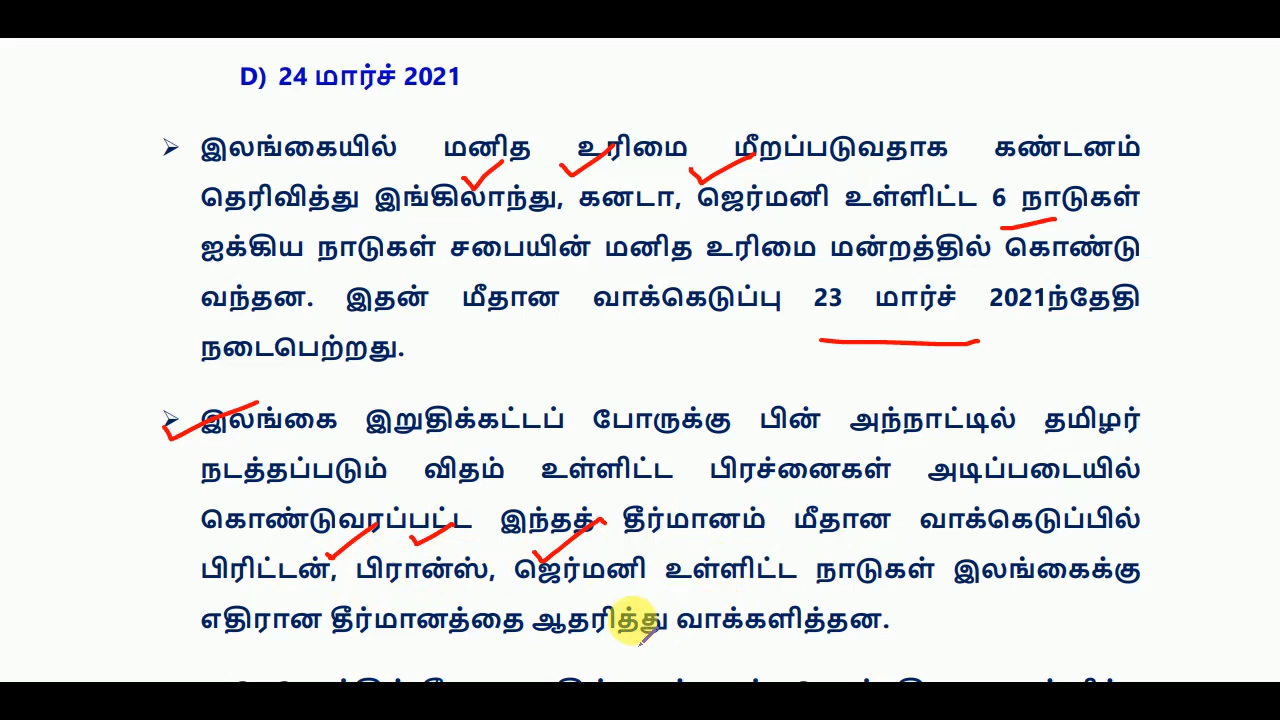 D) 24 மார்ச் 2021
➢ இலங்கையில் மனித உரிமை மீறப்படுவதாக கண்டனம்
தெரிவித்து இங்கிலாந்து, கனடா, ஜெர்மனி உள்ளிட்ட 6 நாடுகள்
ஐக்கிய நாடுகள் சபையின் மனித உரிமை மன்றத்தில் கொண்டு
வந்தன. இதன் மீதான வாக்கெடுப்பு 23 மார்ச் 2021ந்தேதி
நடைபெற்றது.
➢ இலங்கை இறுதிக்கட்டப் போருக்கு பின் அந்நாட்டில் தமிழர்
நடத்தப்படும் விதம் உள்ளிட்ட பிரச்னைகள் அடிப்படையில்
கொண்டுவரப்பட்ட இந்தத் தீர்மானம் மீதான வாக்கெடுப்பில்
பிரிட்டன், பிரான்ஸ், ஜெர்மனி உள்ளிட்ட நாடுகள் இலங்கைக்கு
எதிரான தீர்மானத்தை ஆதரித்து வாக்களித்தன.